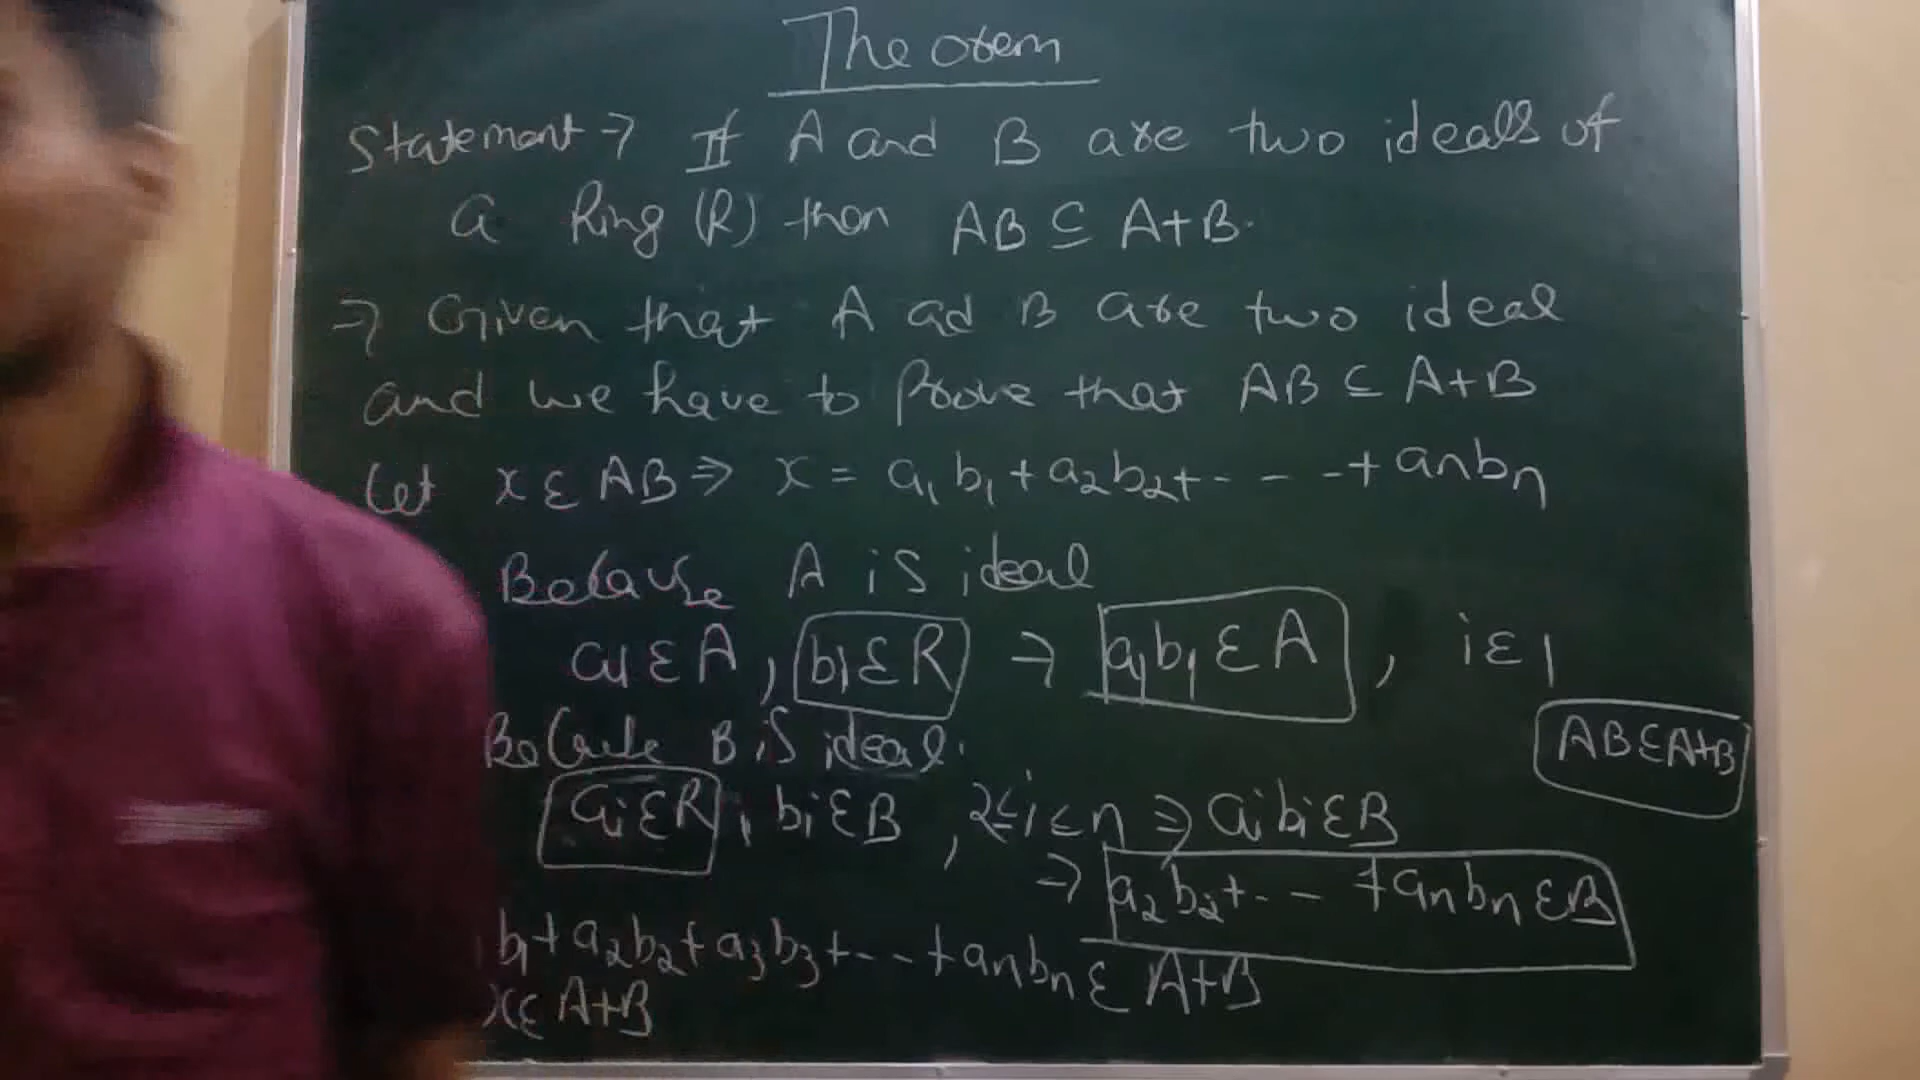 Theorem
Statement → If A and B are two ideals of
a Ring (R) then AB ⊆ A+B.
⇒ Given that A ad B are two ideal
and we have to Prove that AB ⊆ A+B
Let x ∈ AB ⇒ x = a₁b₁ + a₂b₂ + - - - + anbn
Because A is ideal
a₁ ∈ A, b₁ ∈ R → a₁b₁ ∈ A, i ∈ 1
Because B is ideal.
AB ∈ A+B
ai ∈ R, bi ∈ B, 2 ≤ i ≤ n ⇒ aibi ∈ B
→ a₂b₂ + - - + anbn ∈ B
b₁ + a₂b₂ + a₃b₃ + - - + anbn ∈ A+B
x ∈ A+B